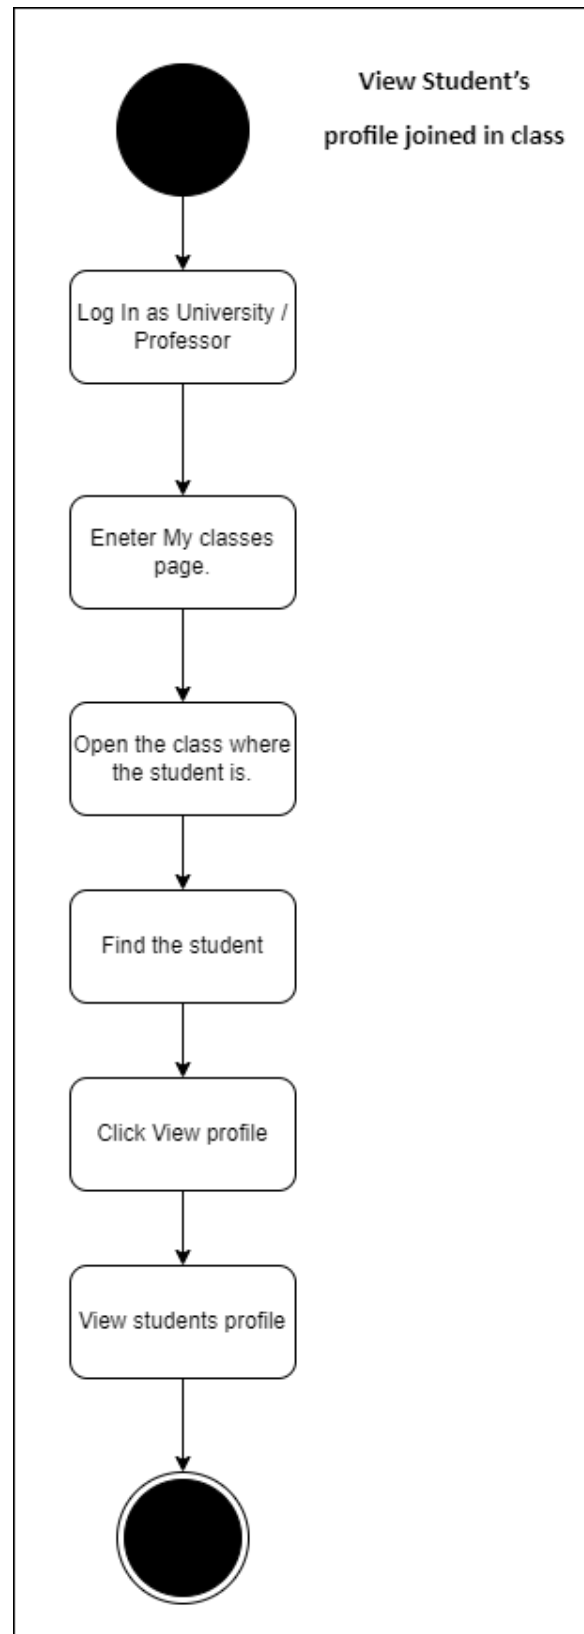 View Student’s
profile joined in class
Log In as University /
Professor
Eneter My classes
page.
Open the class where
the student is.
Find the student
Click View profile
View students profile